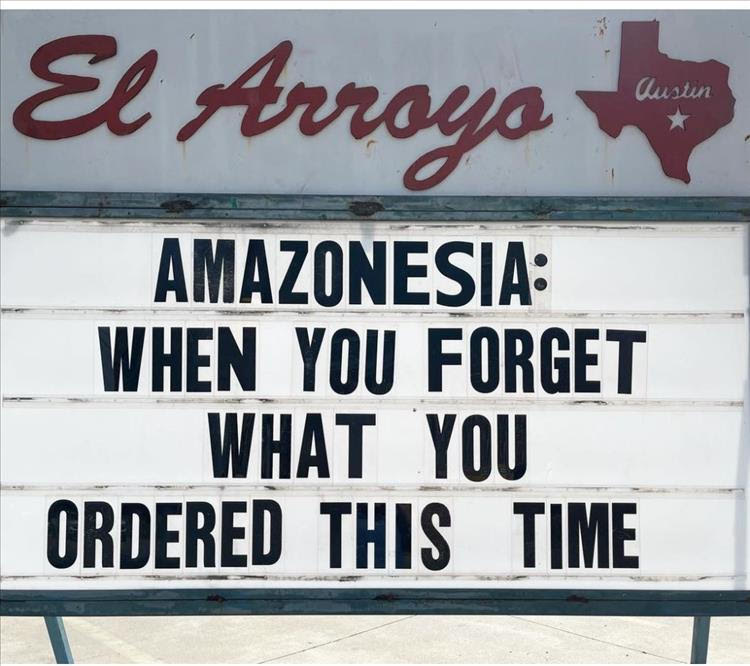 El Arroyo
Austin
AMAZONESIA:
WHEN YOU FORGET
WHAT YOU
ORDERED THIS TIME